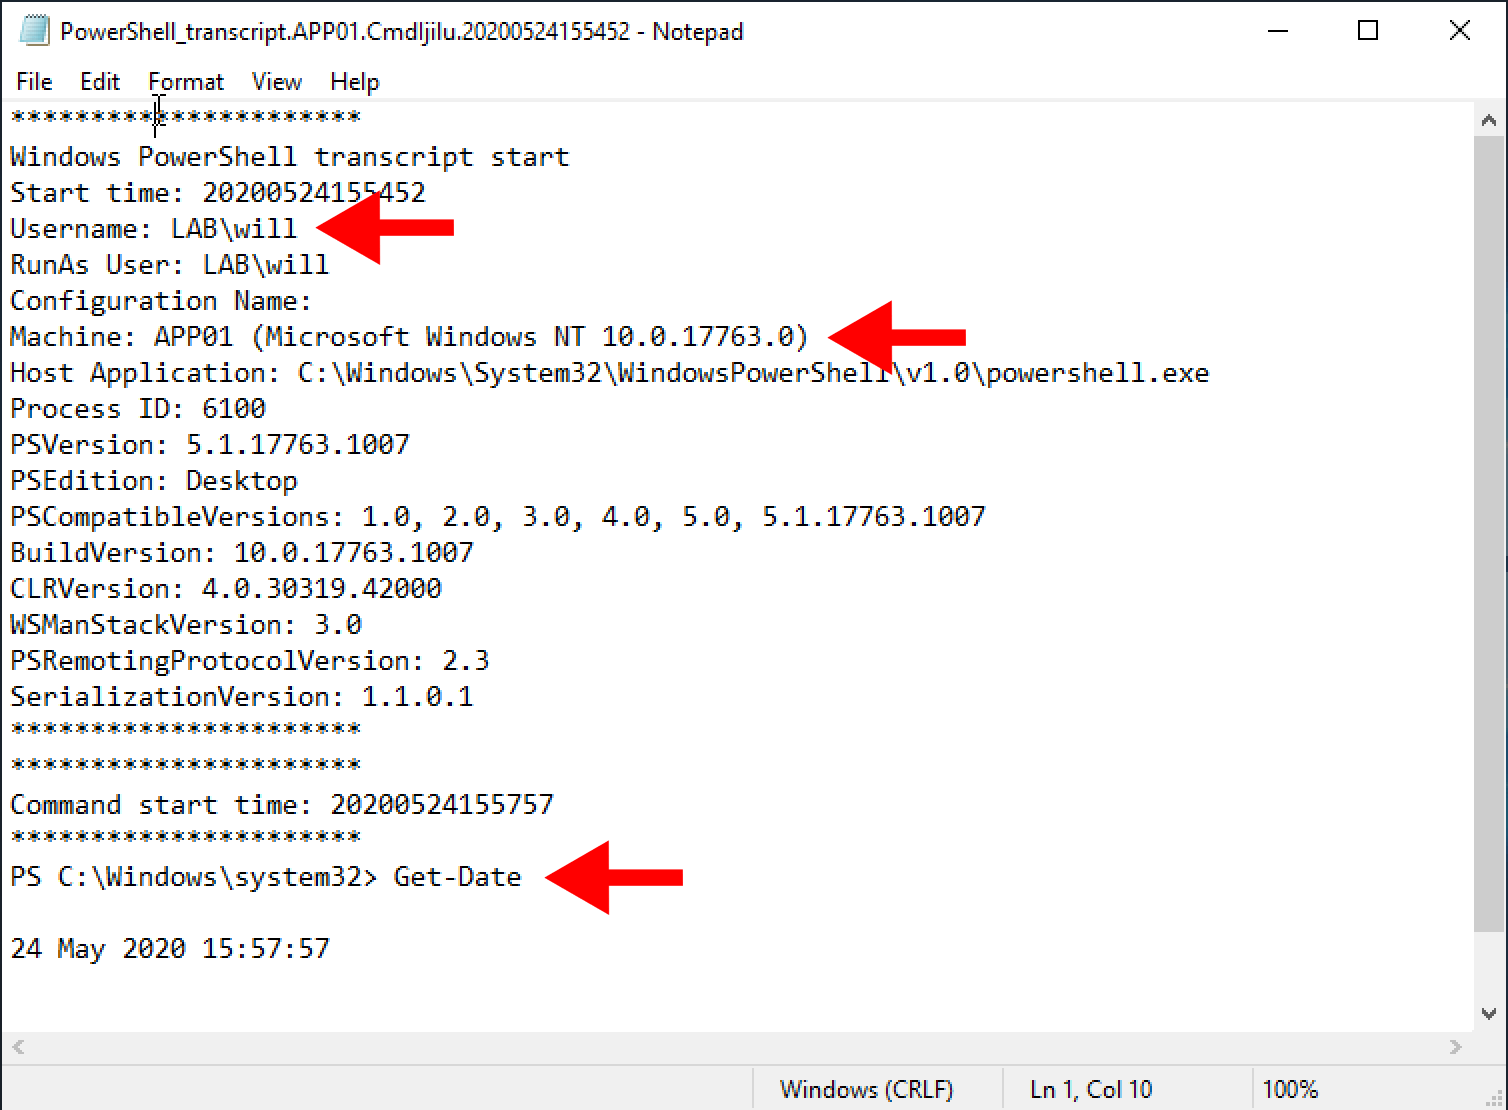 PowerShell_transcript.APP01.CmdIjilu.20200524155452 - Notepad
File Edit Format View Help
**********************
Windows PowerShell transcript start
Start time: 20200524155452
Username: LAB\will
RunAs User: LAB\will
Configuration Name:
Machine: APP01 (Microsoft Windows NT 10.0.17763.0)
Host Application: C:\Windows\System32\WindowsPowerShell\v1.0\powershell.exe
Process ID: 6100
PSVersion: 5.1.17763.1007
PSEdition: Desktop
PSCompatibleVersions: 1.0, 2.0, 3.0, 4.0, 5.0, 5.1.17763.1007
BuildVersion: 10.0.17763.1007
CLRVersion: 4.0.30319.42000
WSManStackVersion: 3.0
PSRemotingProtocolVersion: 2.3
SerializationVersion: 1.1.0.1
**********************
**********************
Command start time: 20200524155757
**********************
PS C:\Windows\system32> Get-Date
24 May 2020 15:57:57
Windows (CRLF) Ln 1, Col 10 100%